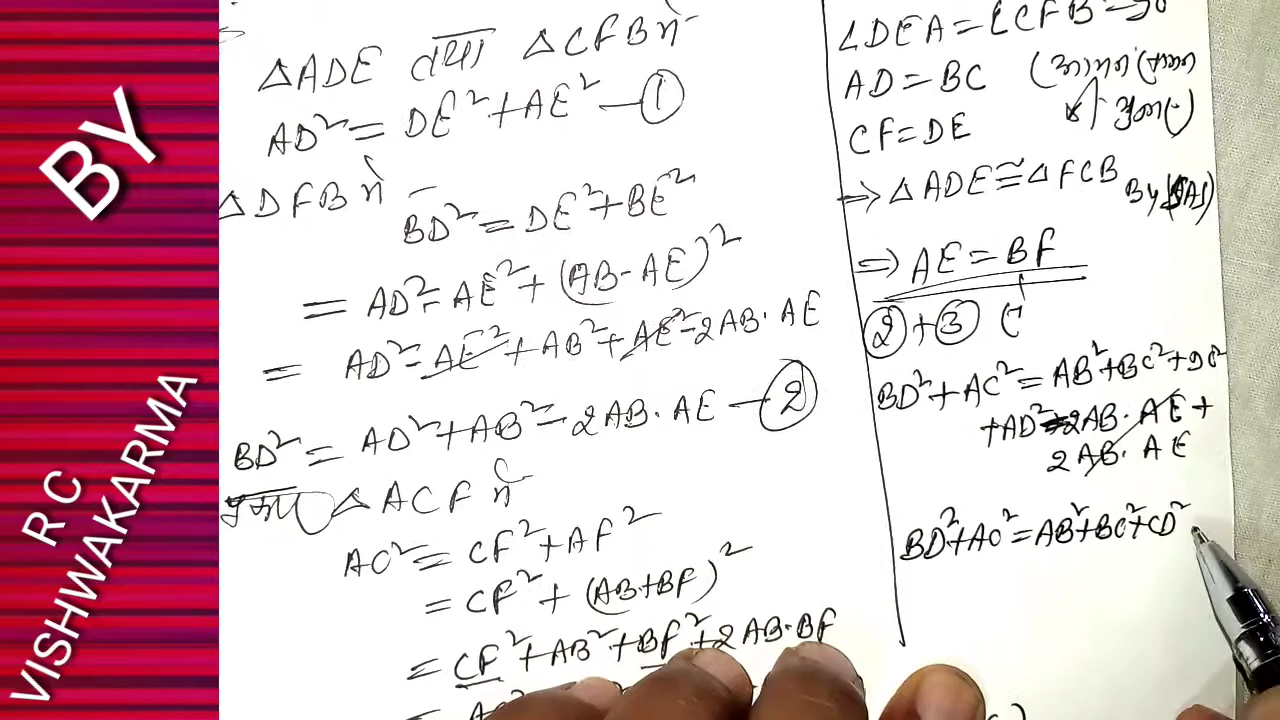 BY
R C
VISHWAKARMA
△ADE तथा △CFB में
AD² = DE² + AE² — ①
△DFB में
BD² = DE² + BE²
= AD² - AE² + (AB - AE)²
= AD² - AE² + AB² + AE² - 2AB·AE
BD² = AD² + AB² - 2AB·AE — ②
△ACF में
AC² = CF² + AF²
= CF² + (AB+BF)²
= CF² + AB² + BF² + 2AB·BF
∠DEA = ∠CFB = 90
AD = BC
CF = DE
⇒ △ADE ≅ △FCB By
⇒ AE = BF
② + ③ से
BD² + AC² = AB² + BC² + DC²
+AD² - 2AB·AE +
2AB·AE
BD² + AC² = AB² + BC² + CD²